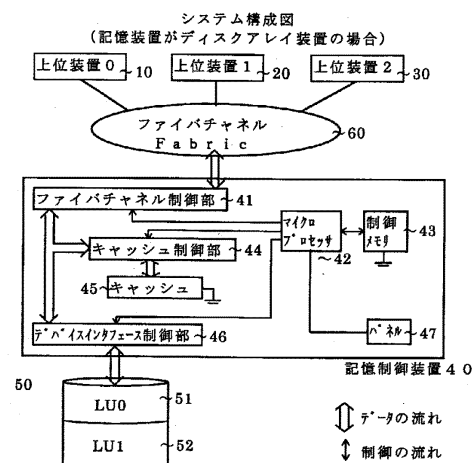 システム構成図
(記憶装置がディスクアレイ装置の場合)
上位装置0
10
上位装置1
20
上位装置2
30
ファイバチャネル
Fabric
60
ファイバチャネル制御部
41
マイクロ
プロセッサ
42
制御
メモリ
43
キャッシュ制御部
44
45
キャッシュ
デバイスインタフェース制御部
46
パネル
47
記憶制御装置40
50
LU0
51
LU1
52
データの流れ
制御の流れ